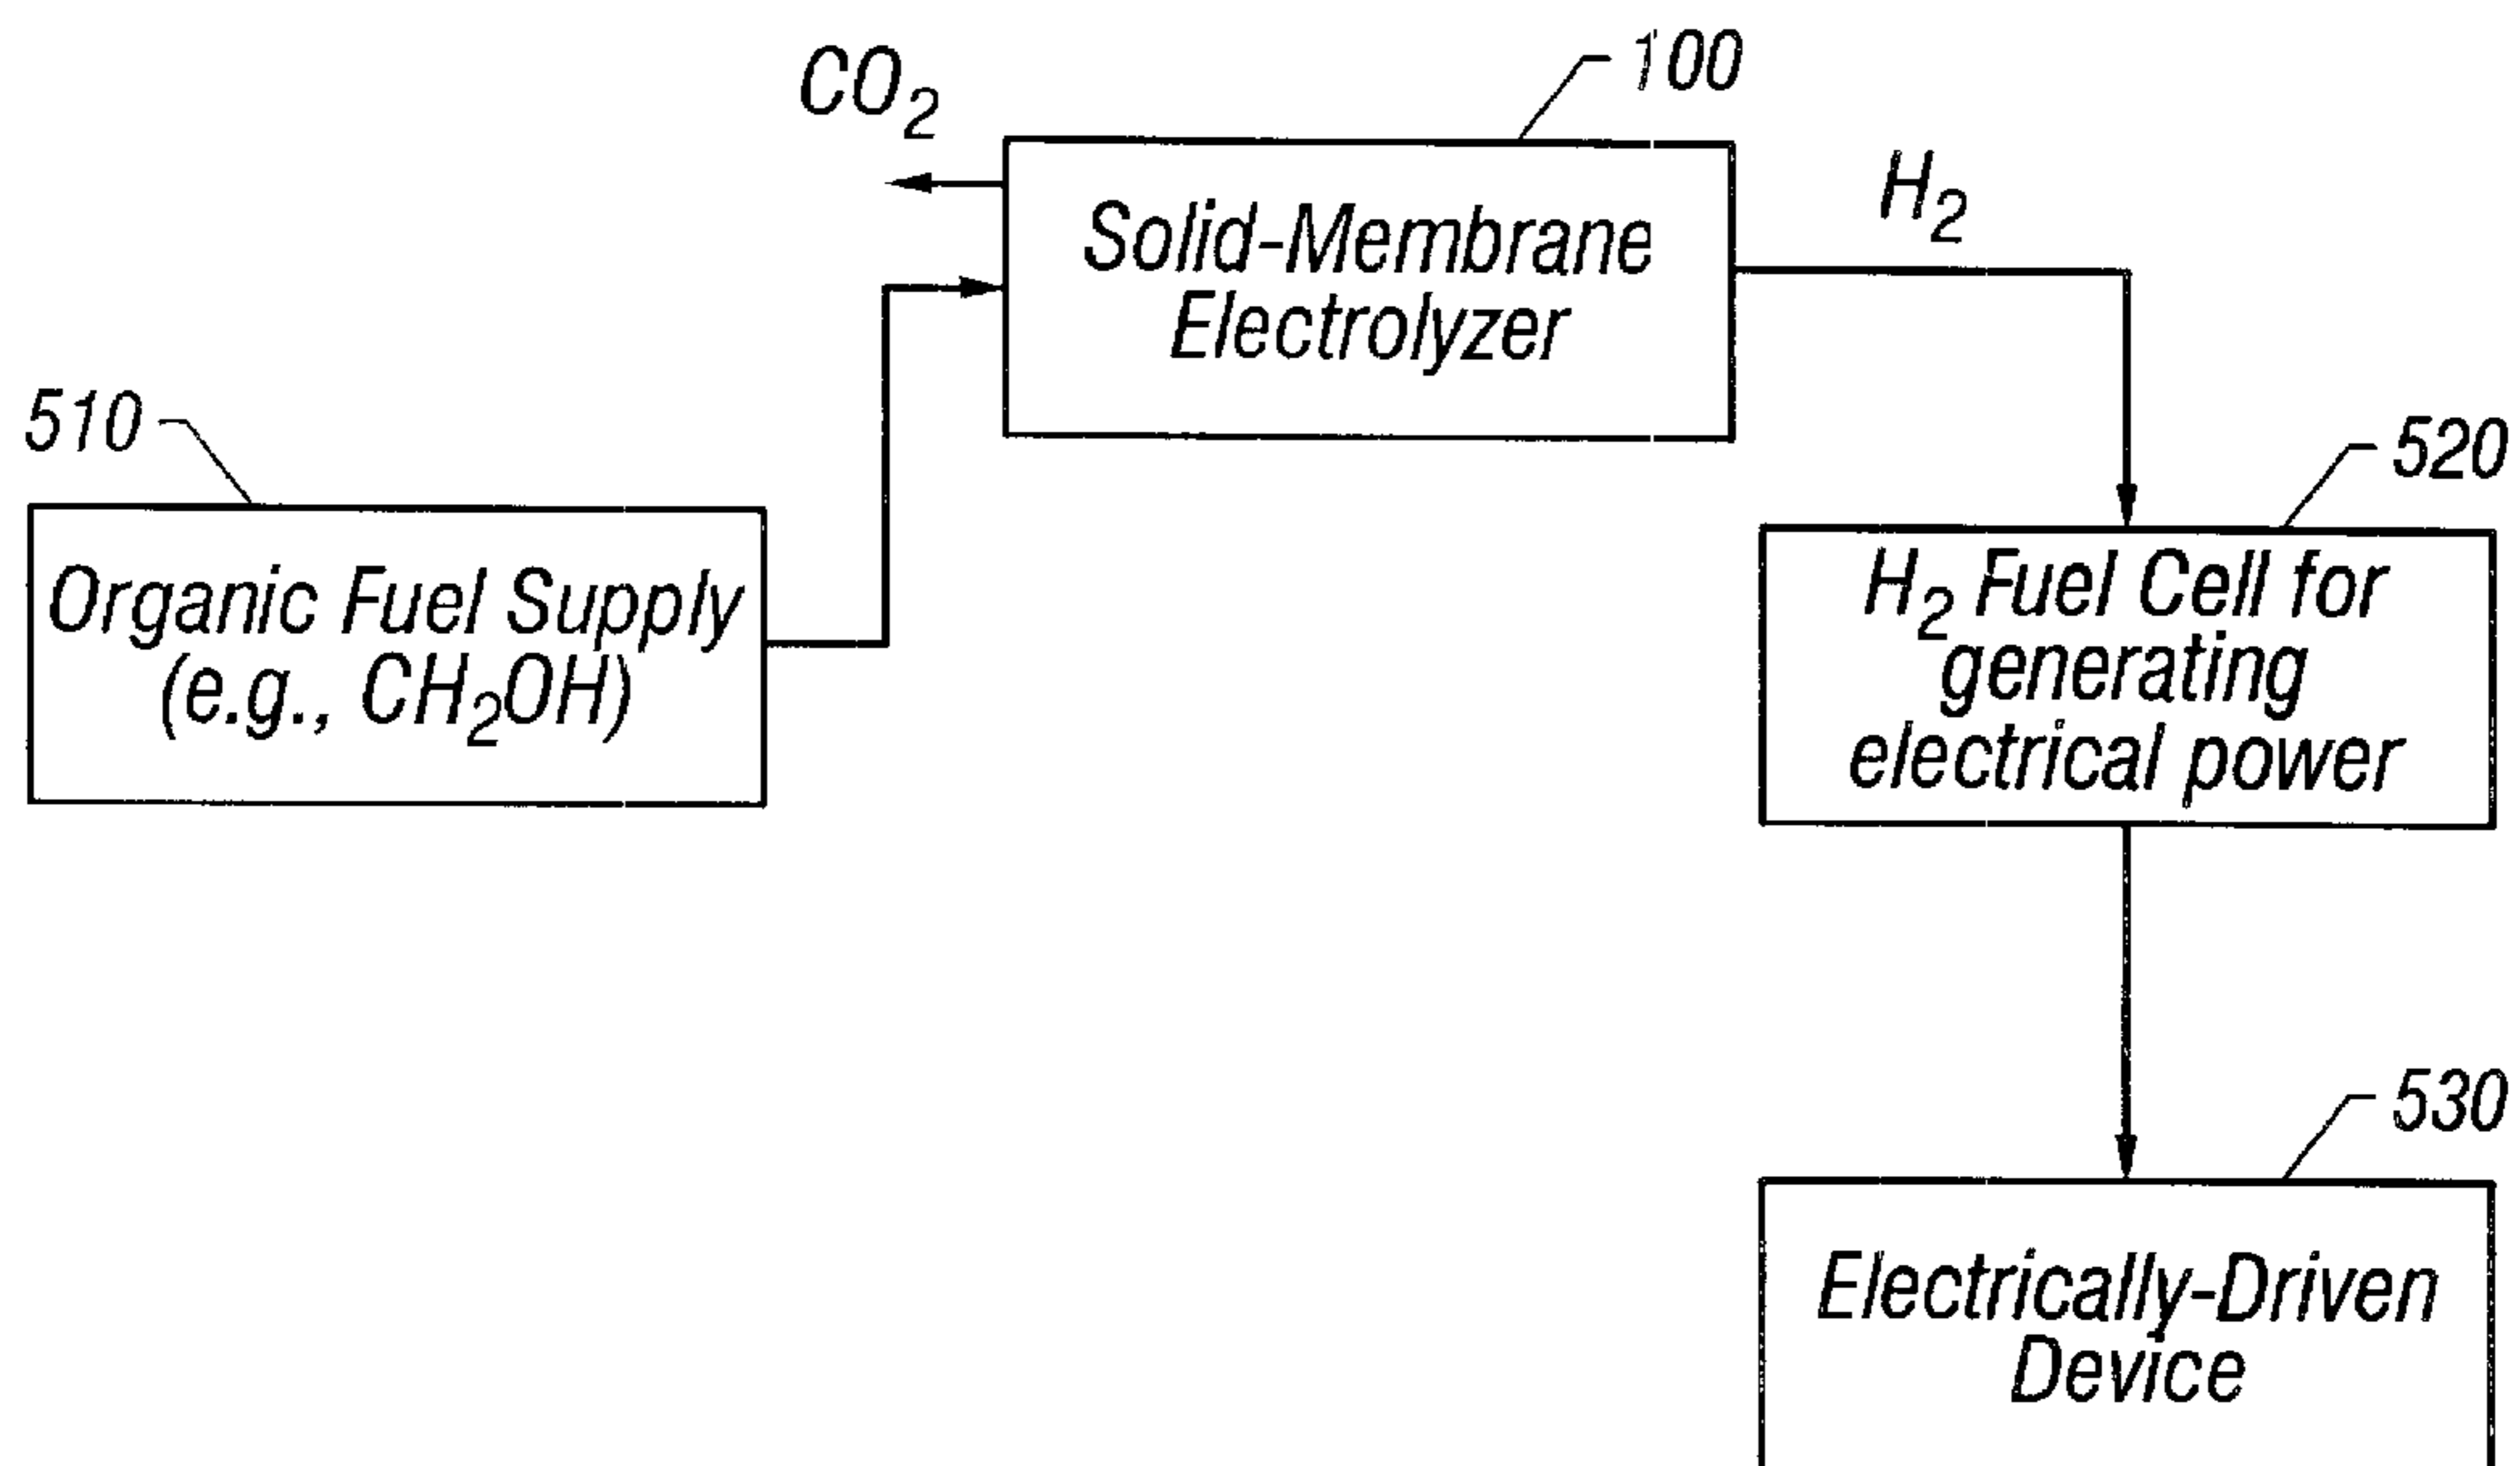 CO₂
100
Solid-Membrane
Electrolyzer
H₂
510
Organic Fuel Supply
(e.g., CH₂OH)
520
H₂ Fuel Cell for
generating
electrical power
530
Electrically-Driven
Device